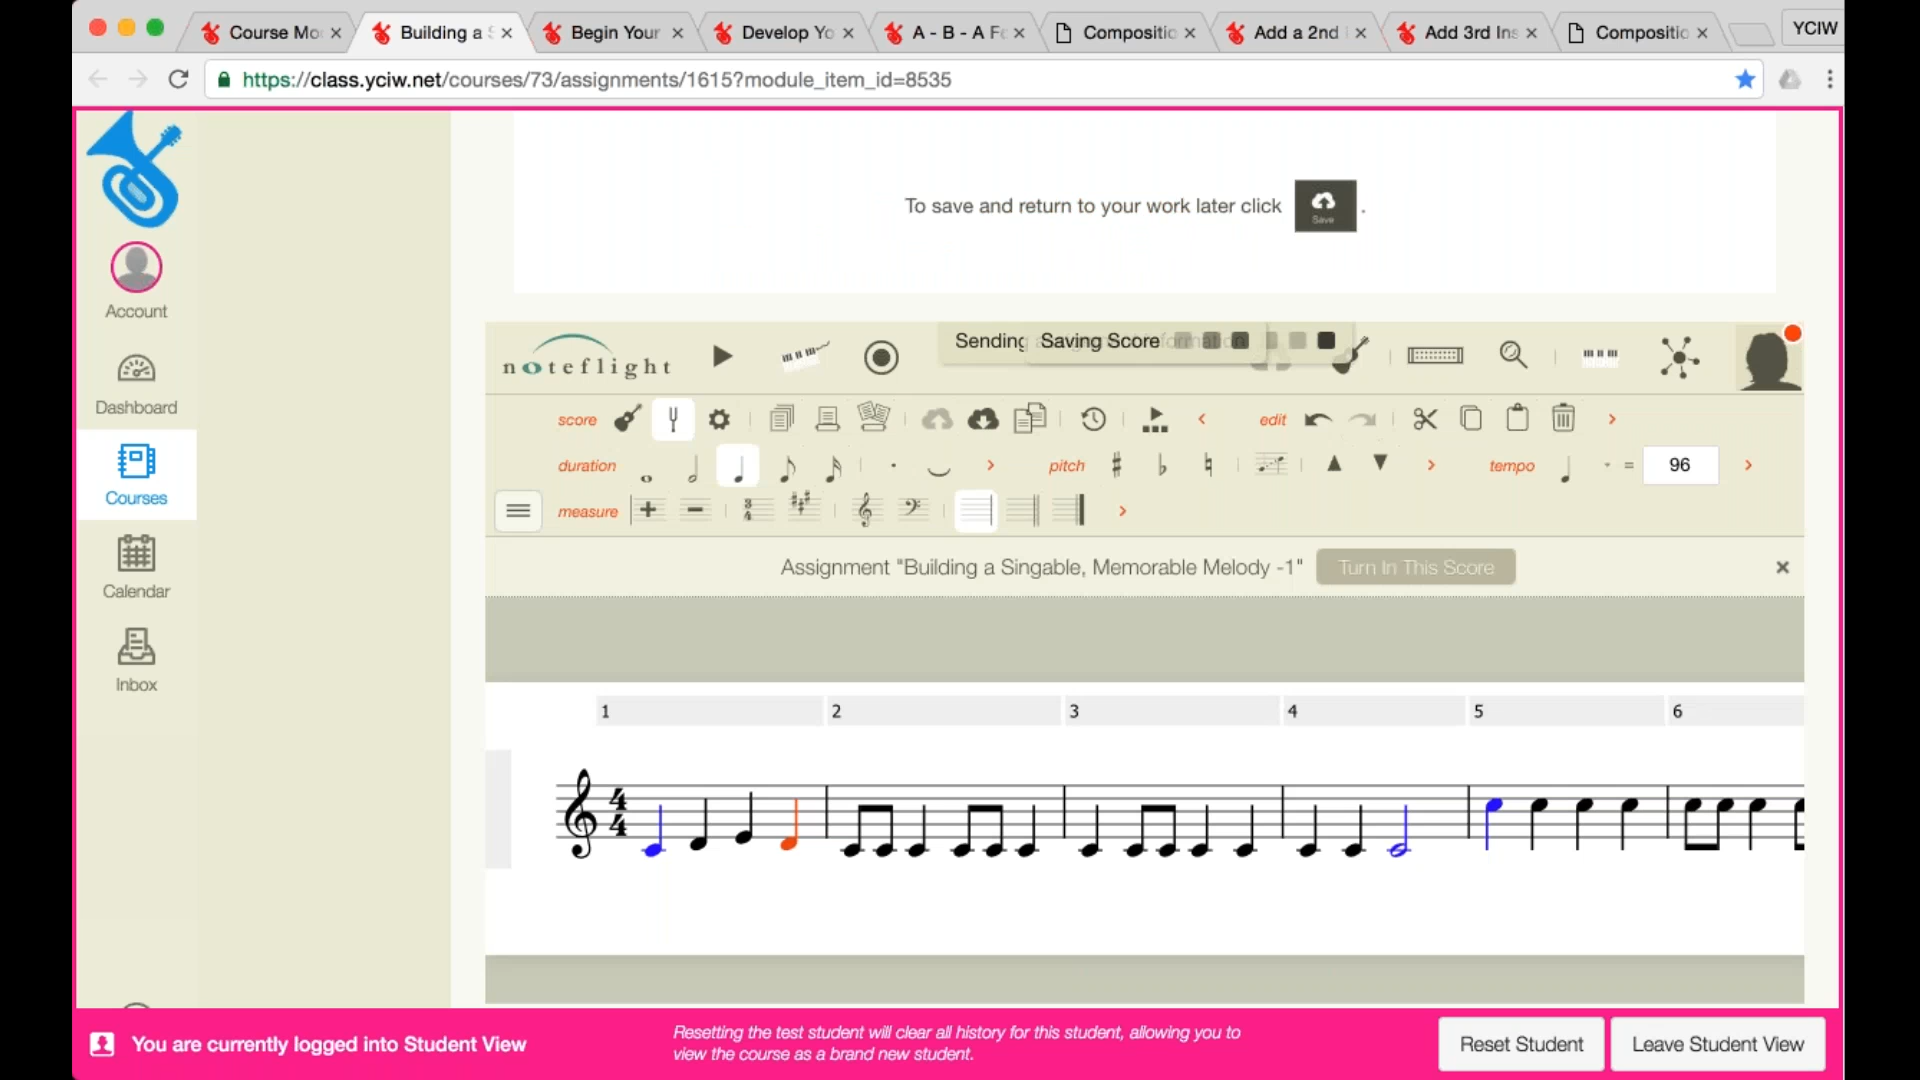 Course Mo
Building a S
Begin Your
Develop Yo
A - B - A Fo
Compositio
Add a 2nd
Add 3rd Ins
Compositio
YCIW
https://class.yciw.net/courses/73/assignments/1615?module_item_id=8535
To save and return to your work later click
Save
.
Account
Dashboard
Courses
Calendar
Inbox
noteflight
Sending
Saving Score
score
edit
duration
pitch
tempo
= 96
measure
Assignment "Building a Singable, Memorable Melody -1"
Turn In This Score
1 2 3 4 5 6
4
4
You are currently logged into Student View
Resetting the test student will clear all history for this student, allowing you to
view the course as a brand new student.
Reset Student
Leave Student View